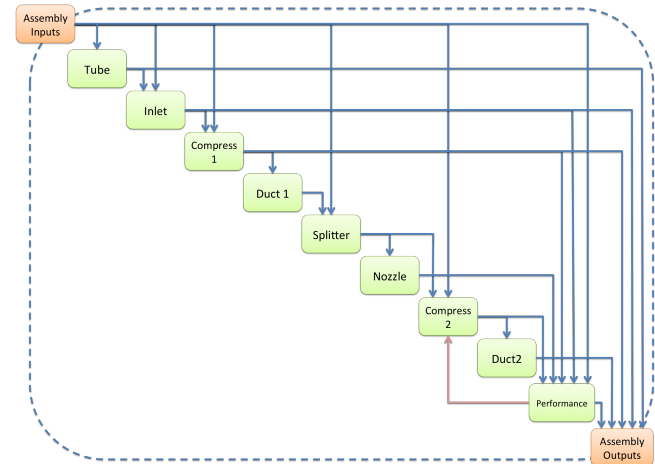 Assembly
Inputs
Tube
Inlet
Compress
1
Duct 1
Splitter
Nozzle
Compress
2
Duct2
Performance
Assembly
Outputs